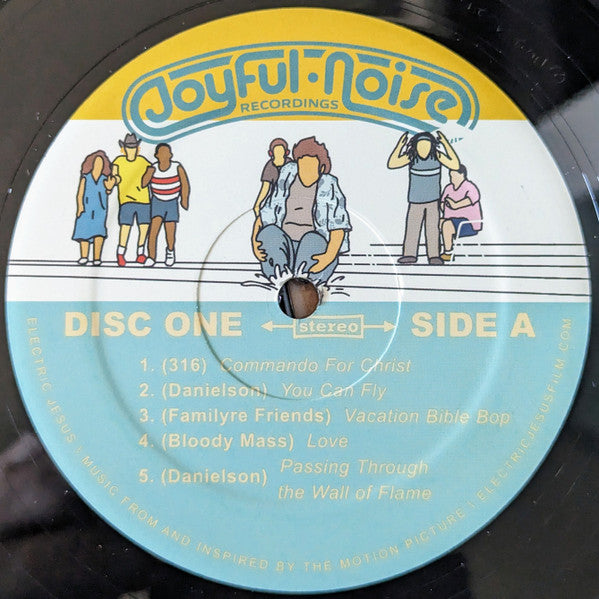 Joyful·Noise
RECORDINGS
DISC ONE stereo SIDE A
1. (316) Commando For Christ
2. (Danielson) You Can Fly
3. (Familyre Friends) Vacation Bible Bop
4. (Bloody Mass) Love
5. (Danielson) Passing Through
the Wall of Flame
ELECTRIC JESUS : MUSIC FROM AND INSPIRED BY THE MOTION PICTURE | ELECTRICJESUSFILM.COM